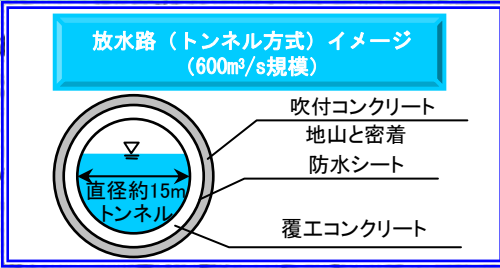 放水路（トンネル方式）イメージ
（600m³/s規模）
吹付コンクリート
地山と密着
防水シート
直径約15m
トンネル
覆工コンクリート